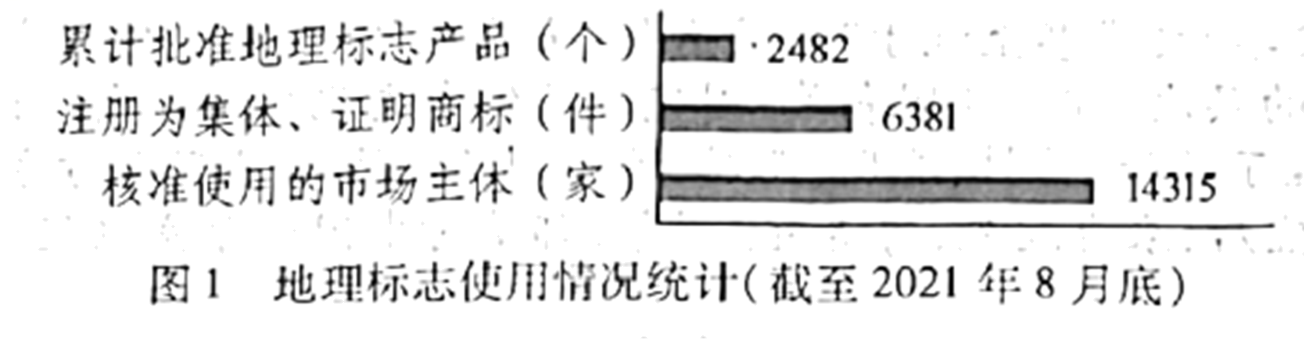 累计批准地理标志产品（个） 2482
注册为集体、证明商标（件） 6381
核准使用的市场主体（家） 14315
图1 地理标志使用情况统计(截至2021年8月底)